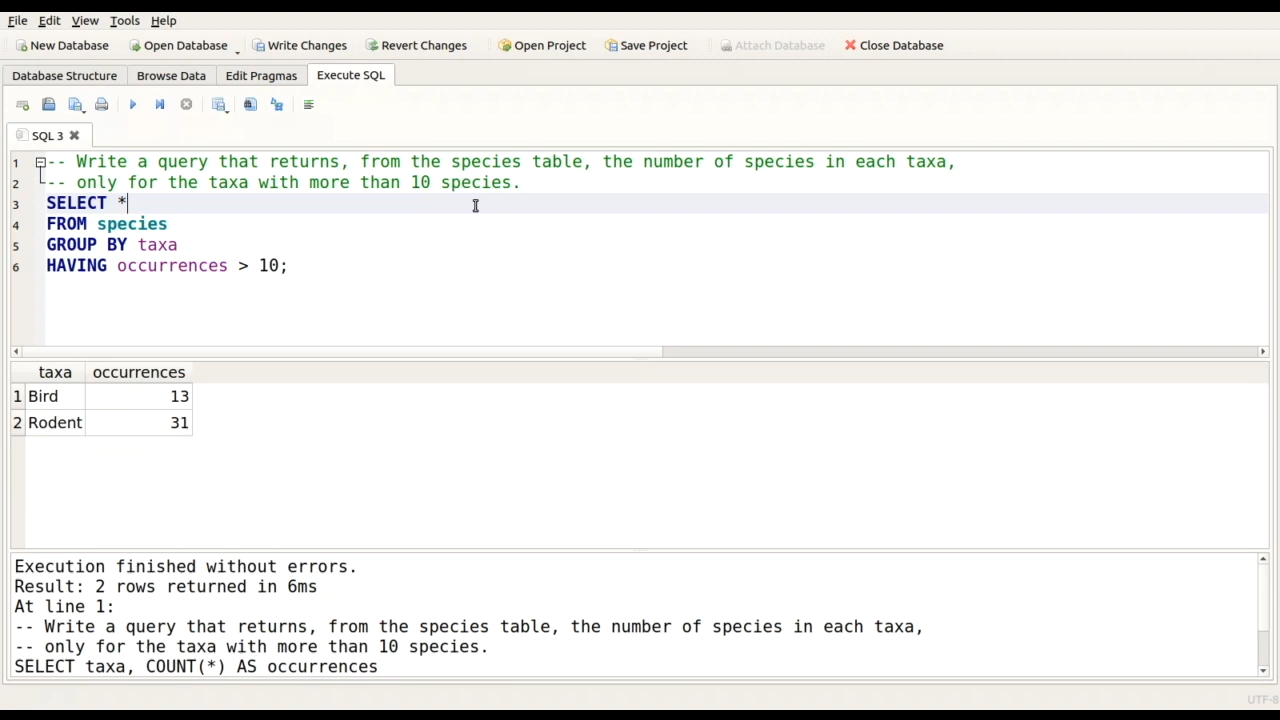 File Edit View Tools Help
New Database Open Database Write Changes Revert Changes Open Project Save Project Attach Database Close Database
Database Structure Browse Data Edit Pragmas Execute SQL
SQL 3
1 -- Write a query that returns, from the species table, the number of species in each taxa,
2 -- only for the taxa with more than 10 species.
3 SELECT *
4 FROM species
5 GROUP BY taxa
6 HAVING occurrences > 10;
taxa occurrences
1 Bird 13
2 Rodent 31
Execution finished without errors.
Result: 2 rows returned in 6ms
At line 1:
-- Write a query that returns, from the species table, the number of species in each taxa,
-- only for the taxa with more than 10 species.
SELECT taxa, COUNT(*) AS occurrences
UTF-8